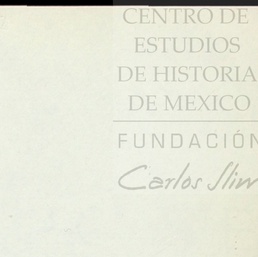 CENTRO DE
ESTUDIOS
DE HISTORIA
DE MEXICO
FUNDACIÓN
Carlos Slim